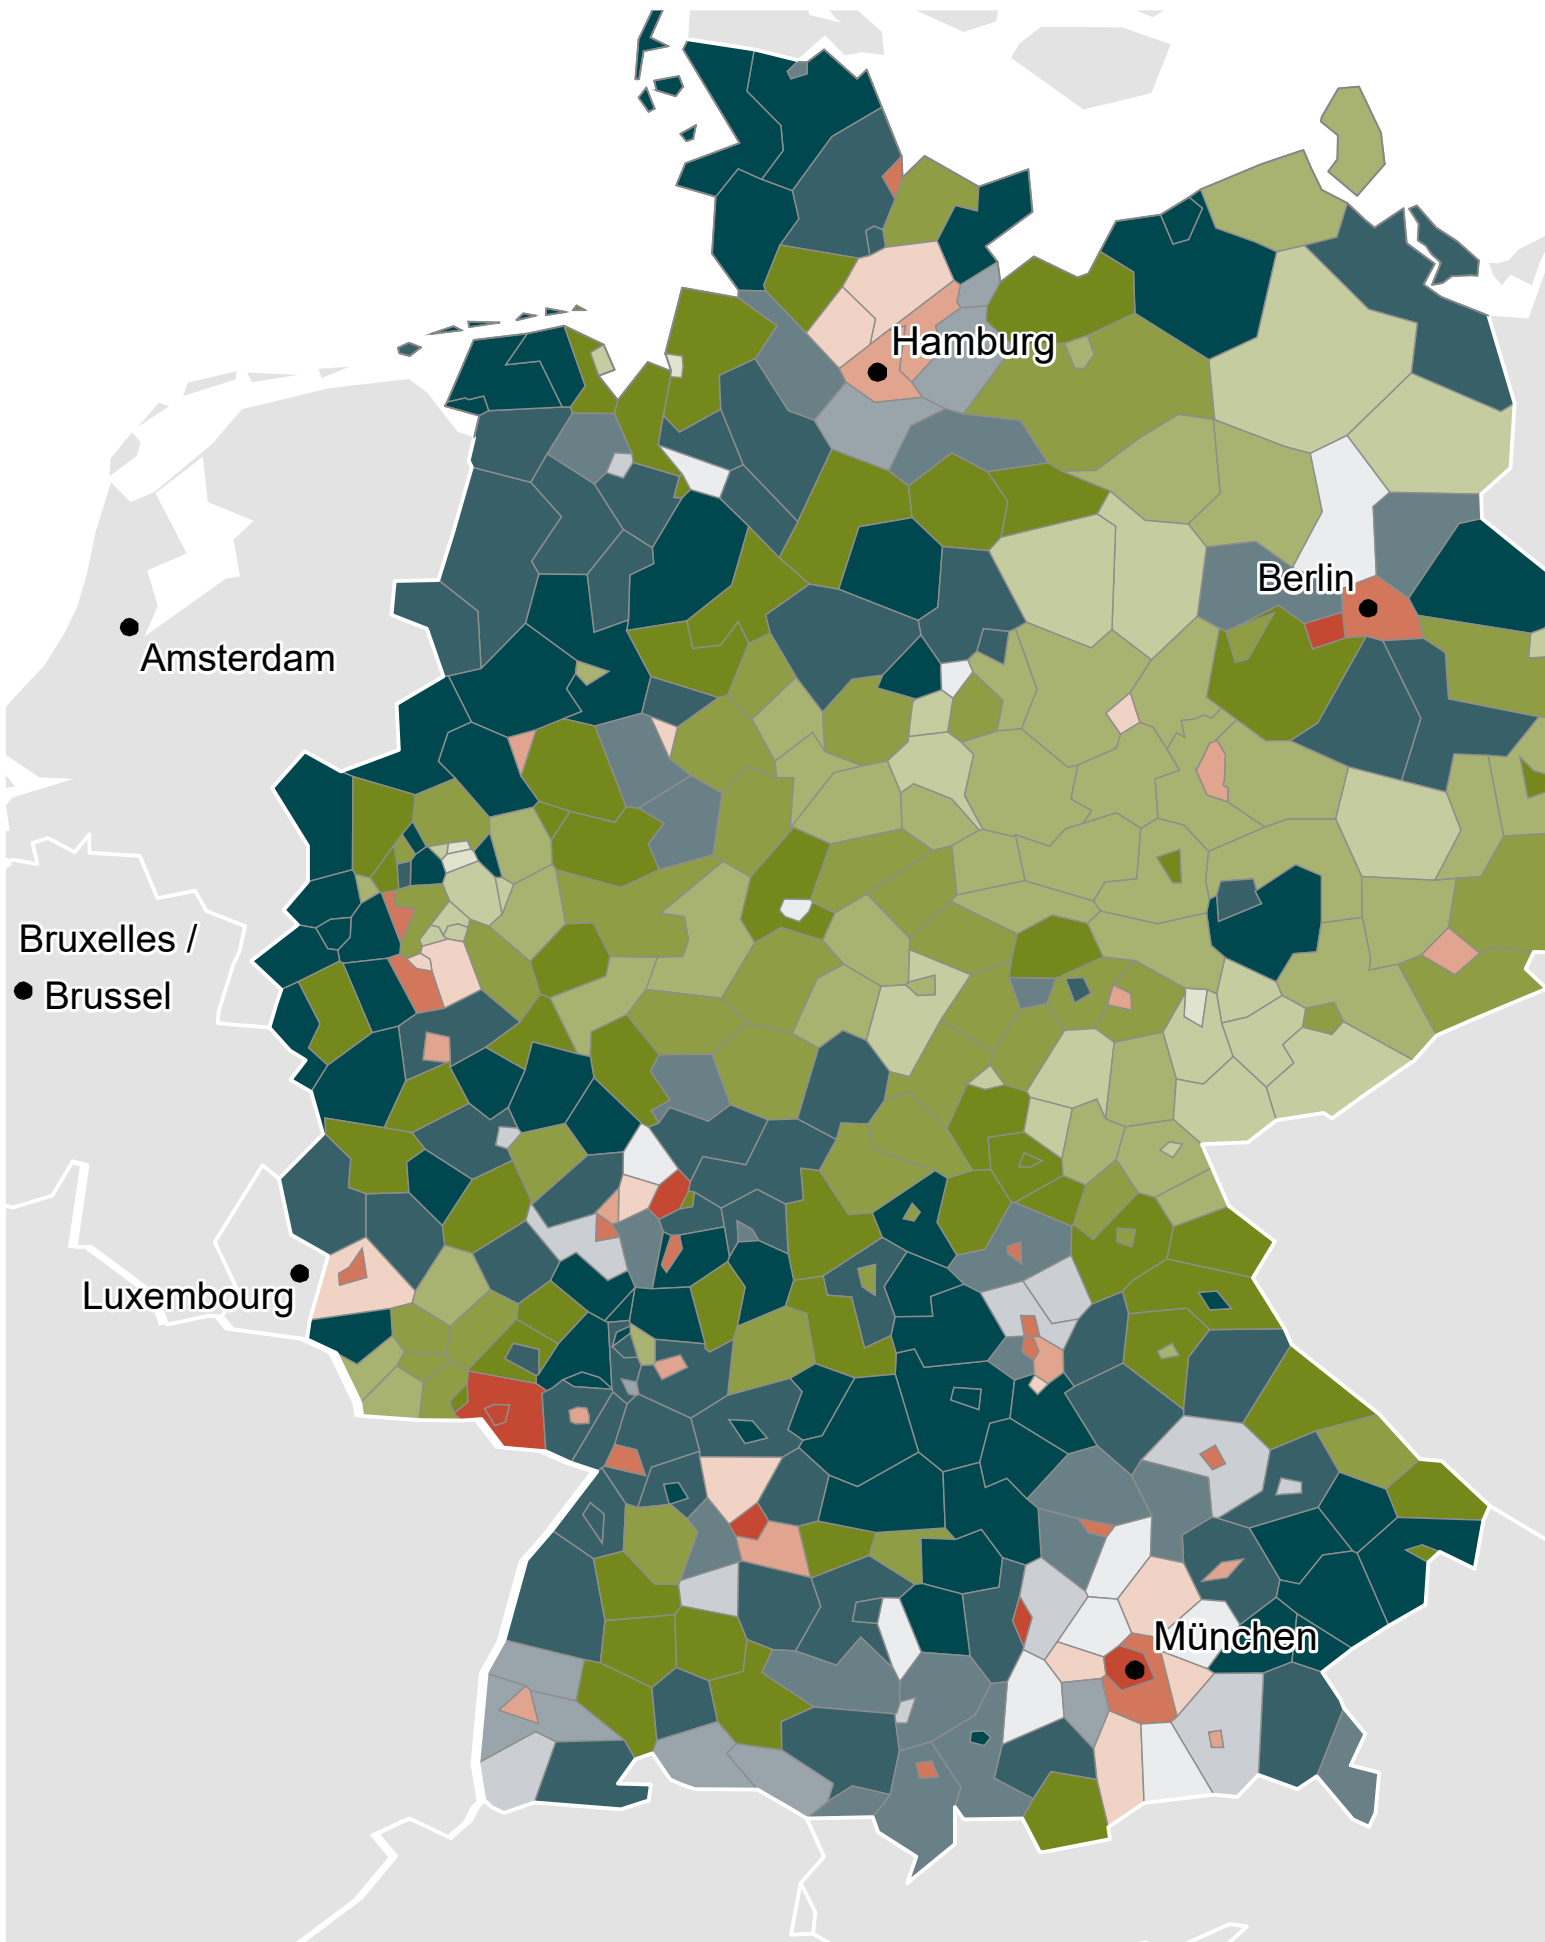 Hamburg
Berlin
Amsterdam
Bruxelles /
Brussel
Luxembourg
München